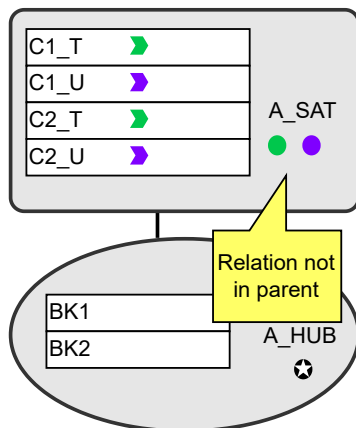 C1_T
C1_U
C2_T
C2_U
A_SAT
Relation not
in parent
BK1
BK2
A_HUB